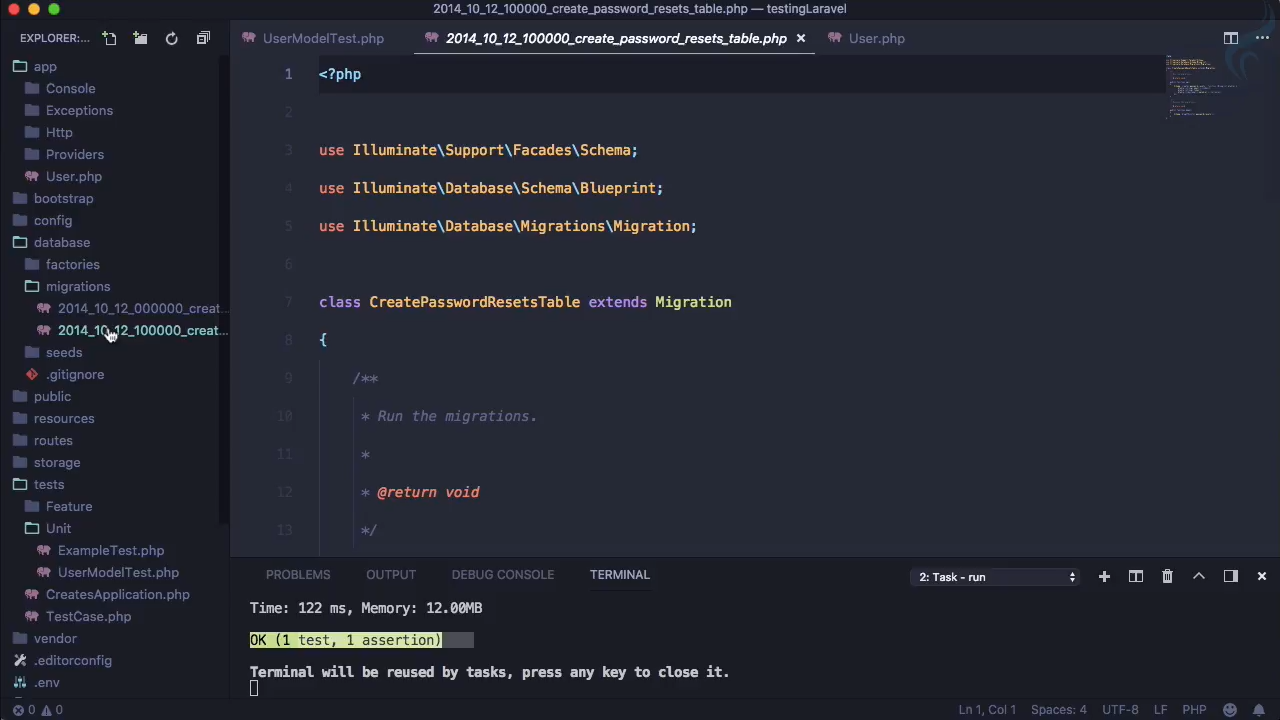 2014_10_12_100000_create_password_resets_table.php — testingLaravel
EXPLORER:...
UserModelTest.php
2014_10_12_100000_create_password_resets_table.php
User.php
app
Console
Exceptions
Http
Providers
User.php
bootstrap
config
database
factories
migrations
2014_10_12_000000_creat...
2014_10_12_100000_creat...
seeds
.gitignore
public
resources
routes
storage
tests
Feature
Unit
ExampleTest.php
UserModelTest.php
CreatesApplication.php
TestCase.php
vendor
.editorconfig
.env
1 <?php
2
3 use Illuminate\Support\Facades\Schema;
4 use Illuminate\Database\Schema\Blueprint;
5 use Illuminate\Database\Migrations\Migration;
6
7 class CreatePasswordResetsTable extends Migration
8 {
9 /**
10 * Run the migrations.
11 *
12 * @return void
13 */
PROBLEMS
OUTPUT
DEBUG CONSOLE
TERMINAL
2: Task - run
Time: 122 ms, Memory: 12.00MB
OK (1 test, 1 assertion)
Terminal will be reused by tasks, press any key to close it.
0 0
Ln 1, Col 1
Spaces: 4
UTF-8
LF
PHP